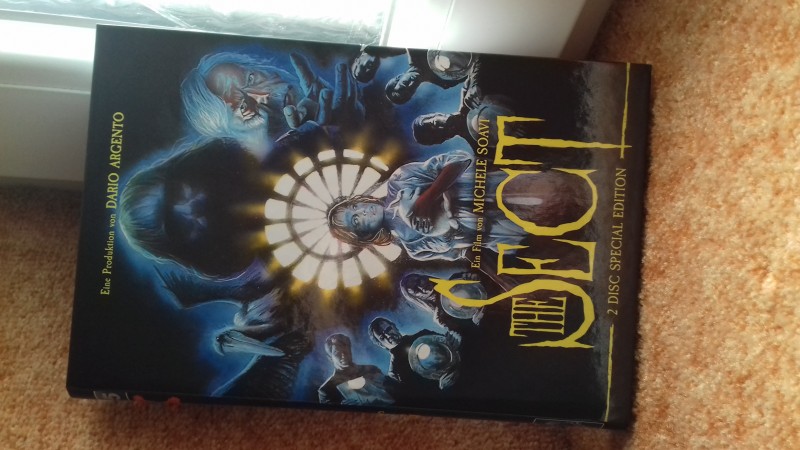 Eine Produktion von DARIO ARGENTO
Ein Film von MICHELE SOAVI
THE SECT
2 DISC SPECIAL EDITION